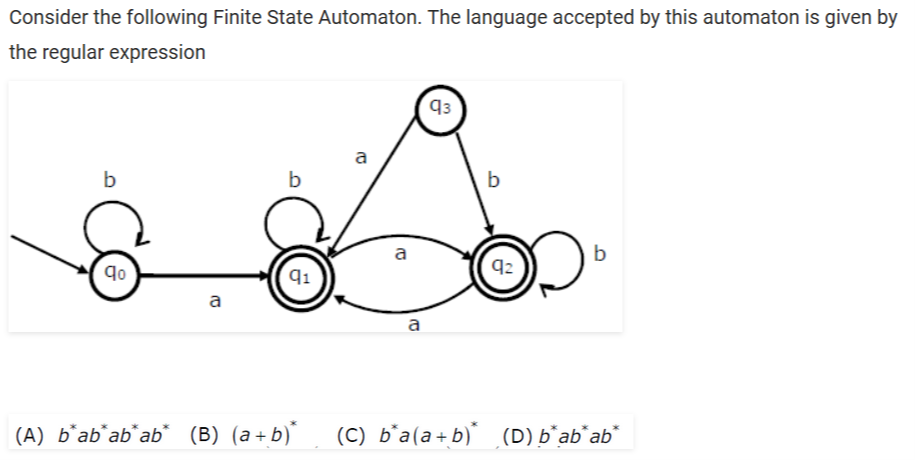 Consider the following Finite State Automaton. The language accepted by this automaton is given by
the regular expression
q3
a
b b b
a b
q0 q1 q2
a
a
(A) b*ab*ab*ab* (B) (a+b)* (C) b*a(a+b)* (D) b*ab*ab*